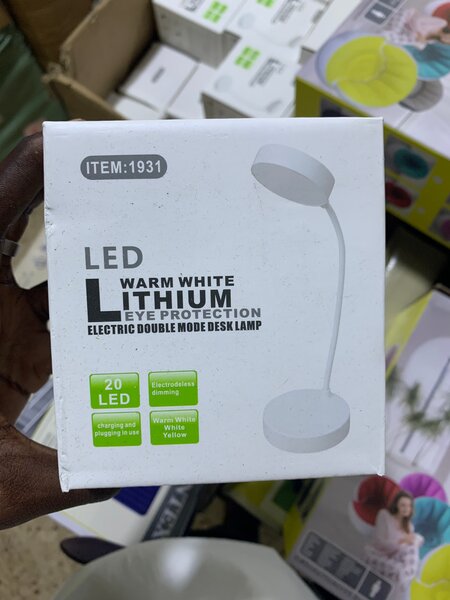 ITEM:1931
LED
WARM WHITE
LITHIUM
EYE PROTECTION
ELECTRIC DOUBLE MODE DESK LAMP
20
LED
Electrodeless
dimming
charging and
plugging in use
Warm White
White
Yellow